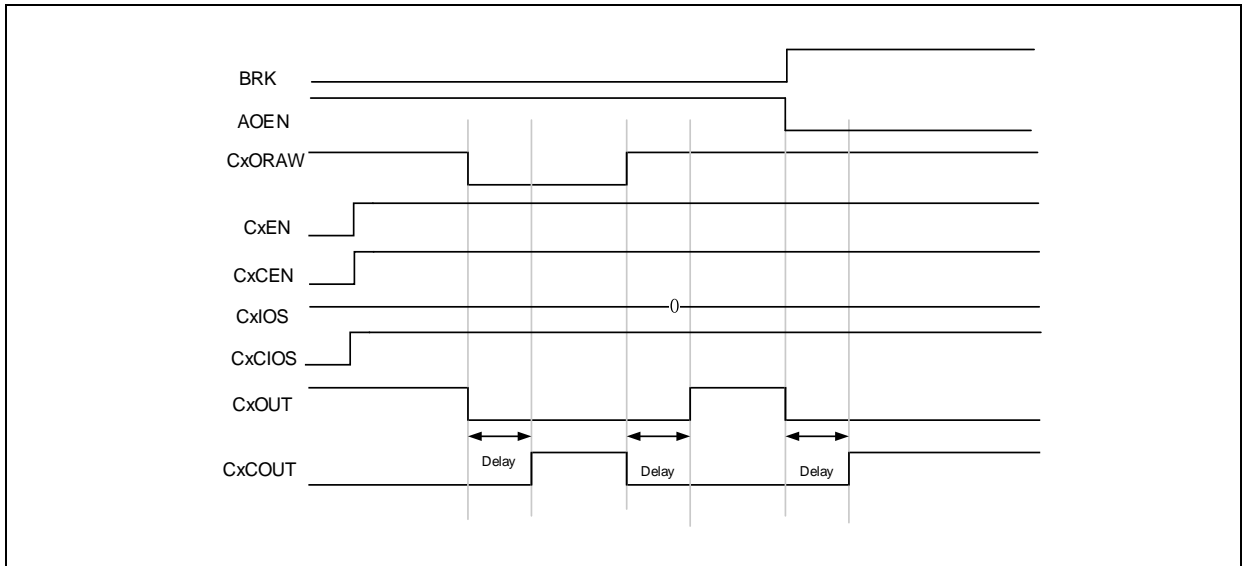 BRK
AOEN
CxORAW
CxEN
CxCEN
0
CxIOS
CxCIOS
CxOUT
Delay
Delay
Delay
CxCOUT